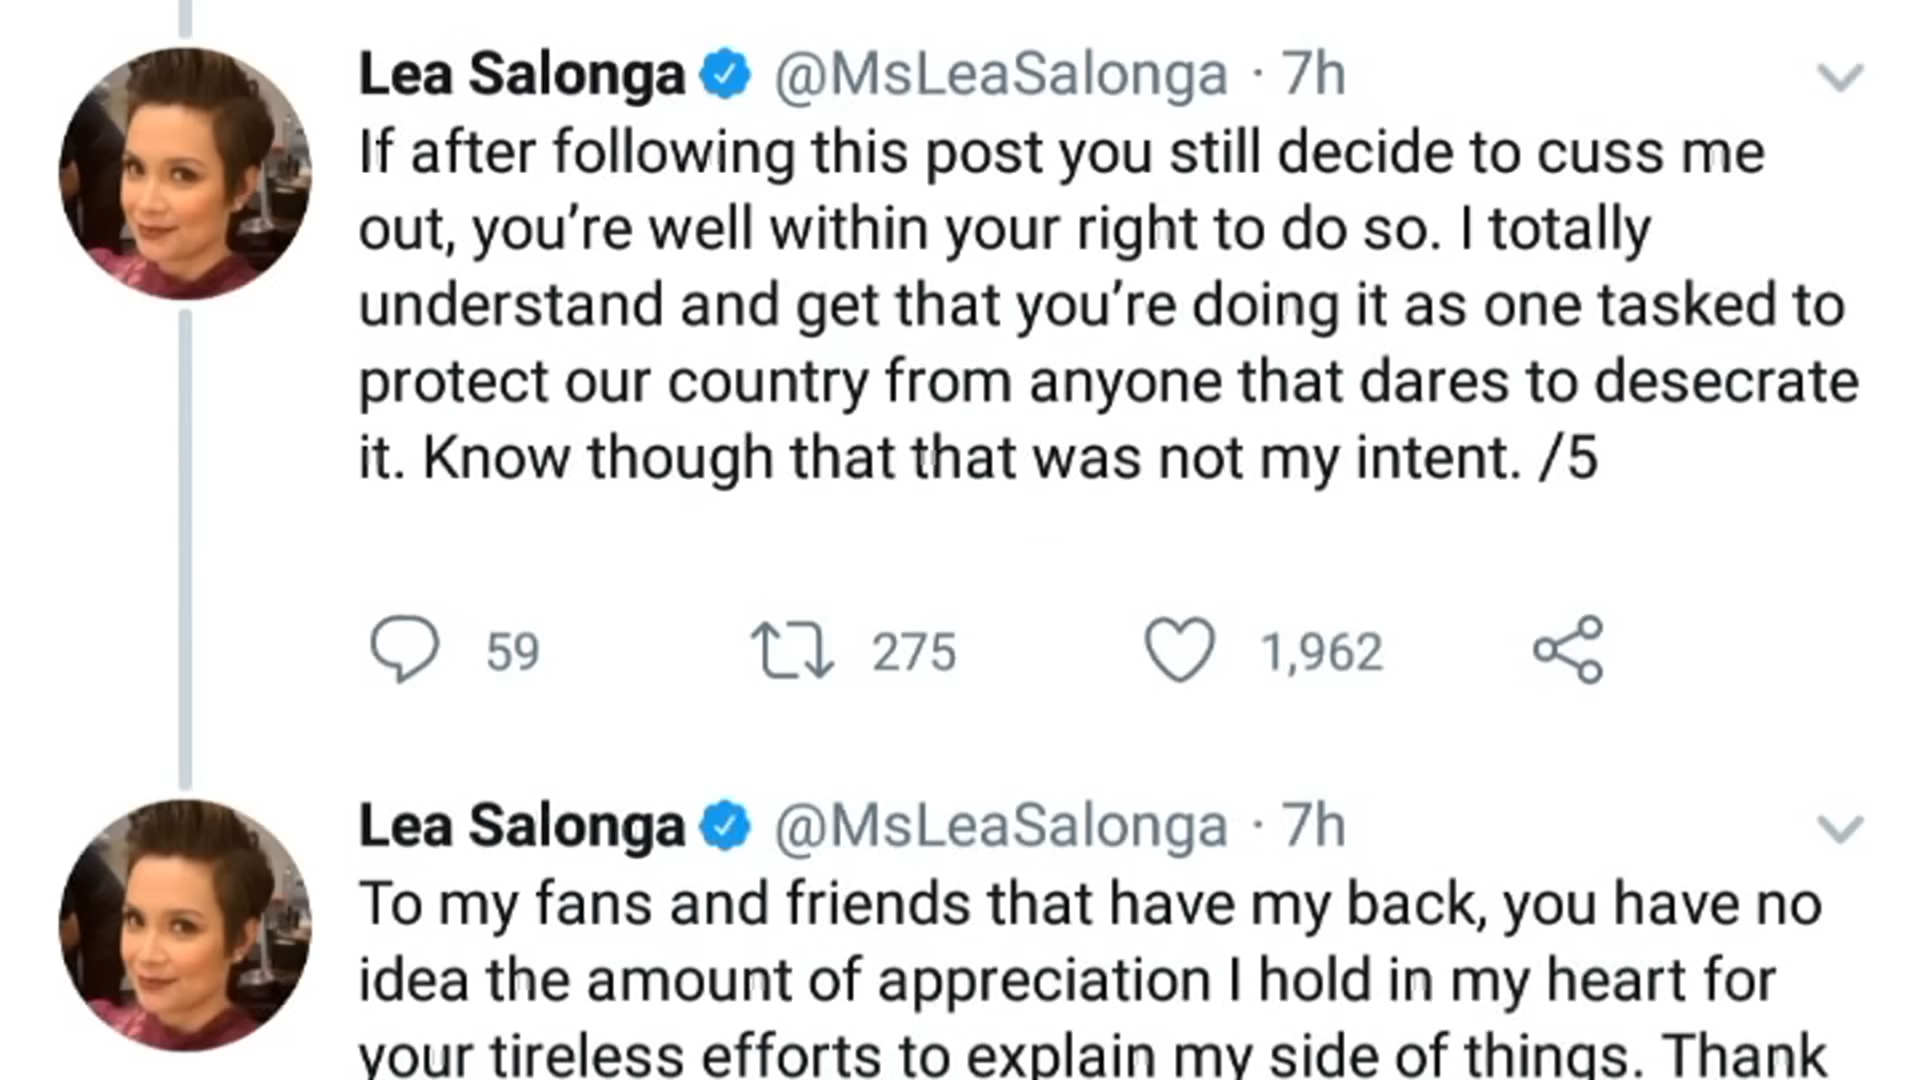 Lea Salonga @MsLeaSalonga · 7h
If after following this post you still decide to cuss me
out, you’re well within your right to do so. I totally
understand and get that you’re doing it as one tasked to
protect our country from anyone that dares to desecrate
it. Know though that that was not my intent. /5
59 275 1,962
Lea Salonga @MsLeaSalonga · 7h
To my fans and friends that have my back, you have no
idea the amount of appreciation I hold in my heart for
your tireless efforts to explain my side of things. Thank